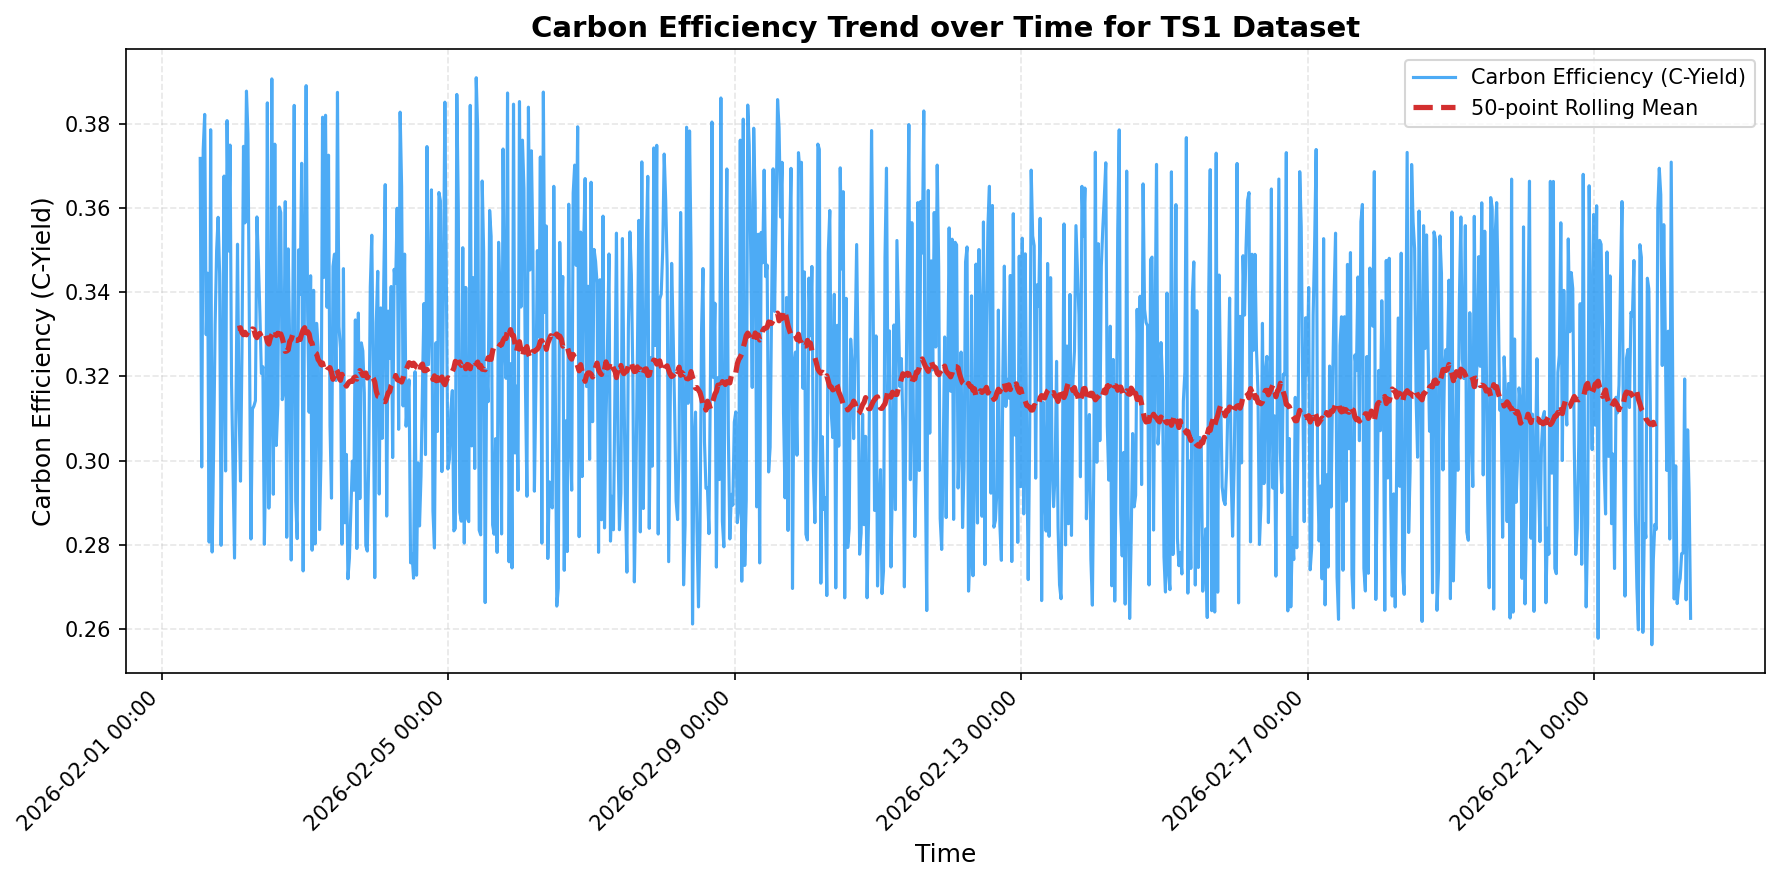 Carbon Efficiency Trend over Time for TS1 Dataset
Carbon Efficiency (C-Yield)
50-point Rolling Mean
Carbon Efficiency (C-Yield)
0.38
0.36
0.34
0.32
0.30
0.28
0.26
2026-02-01 00:00
2026-02-05 00:00
2026-02-09 00:00
2026-02-13 00:00
2026-02-17 00:00
2026-02-21 00:00
Time